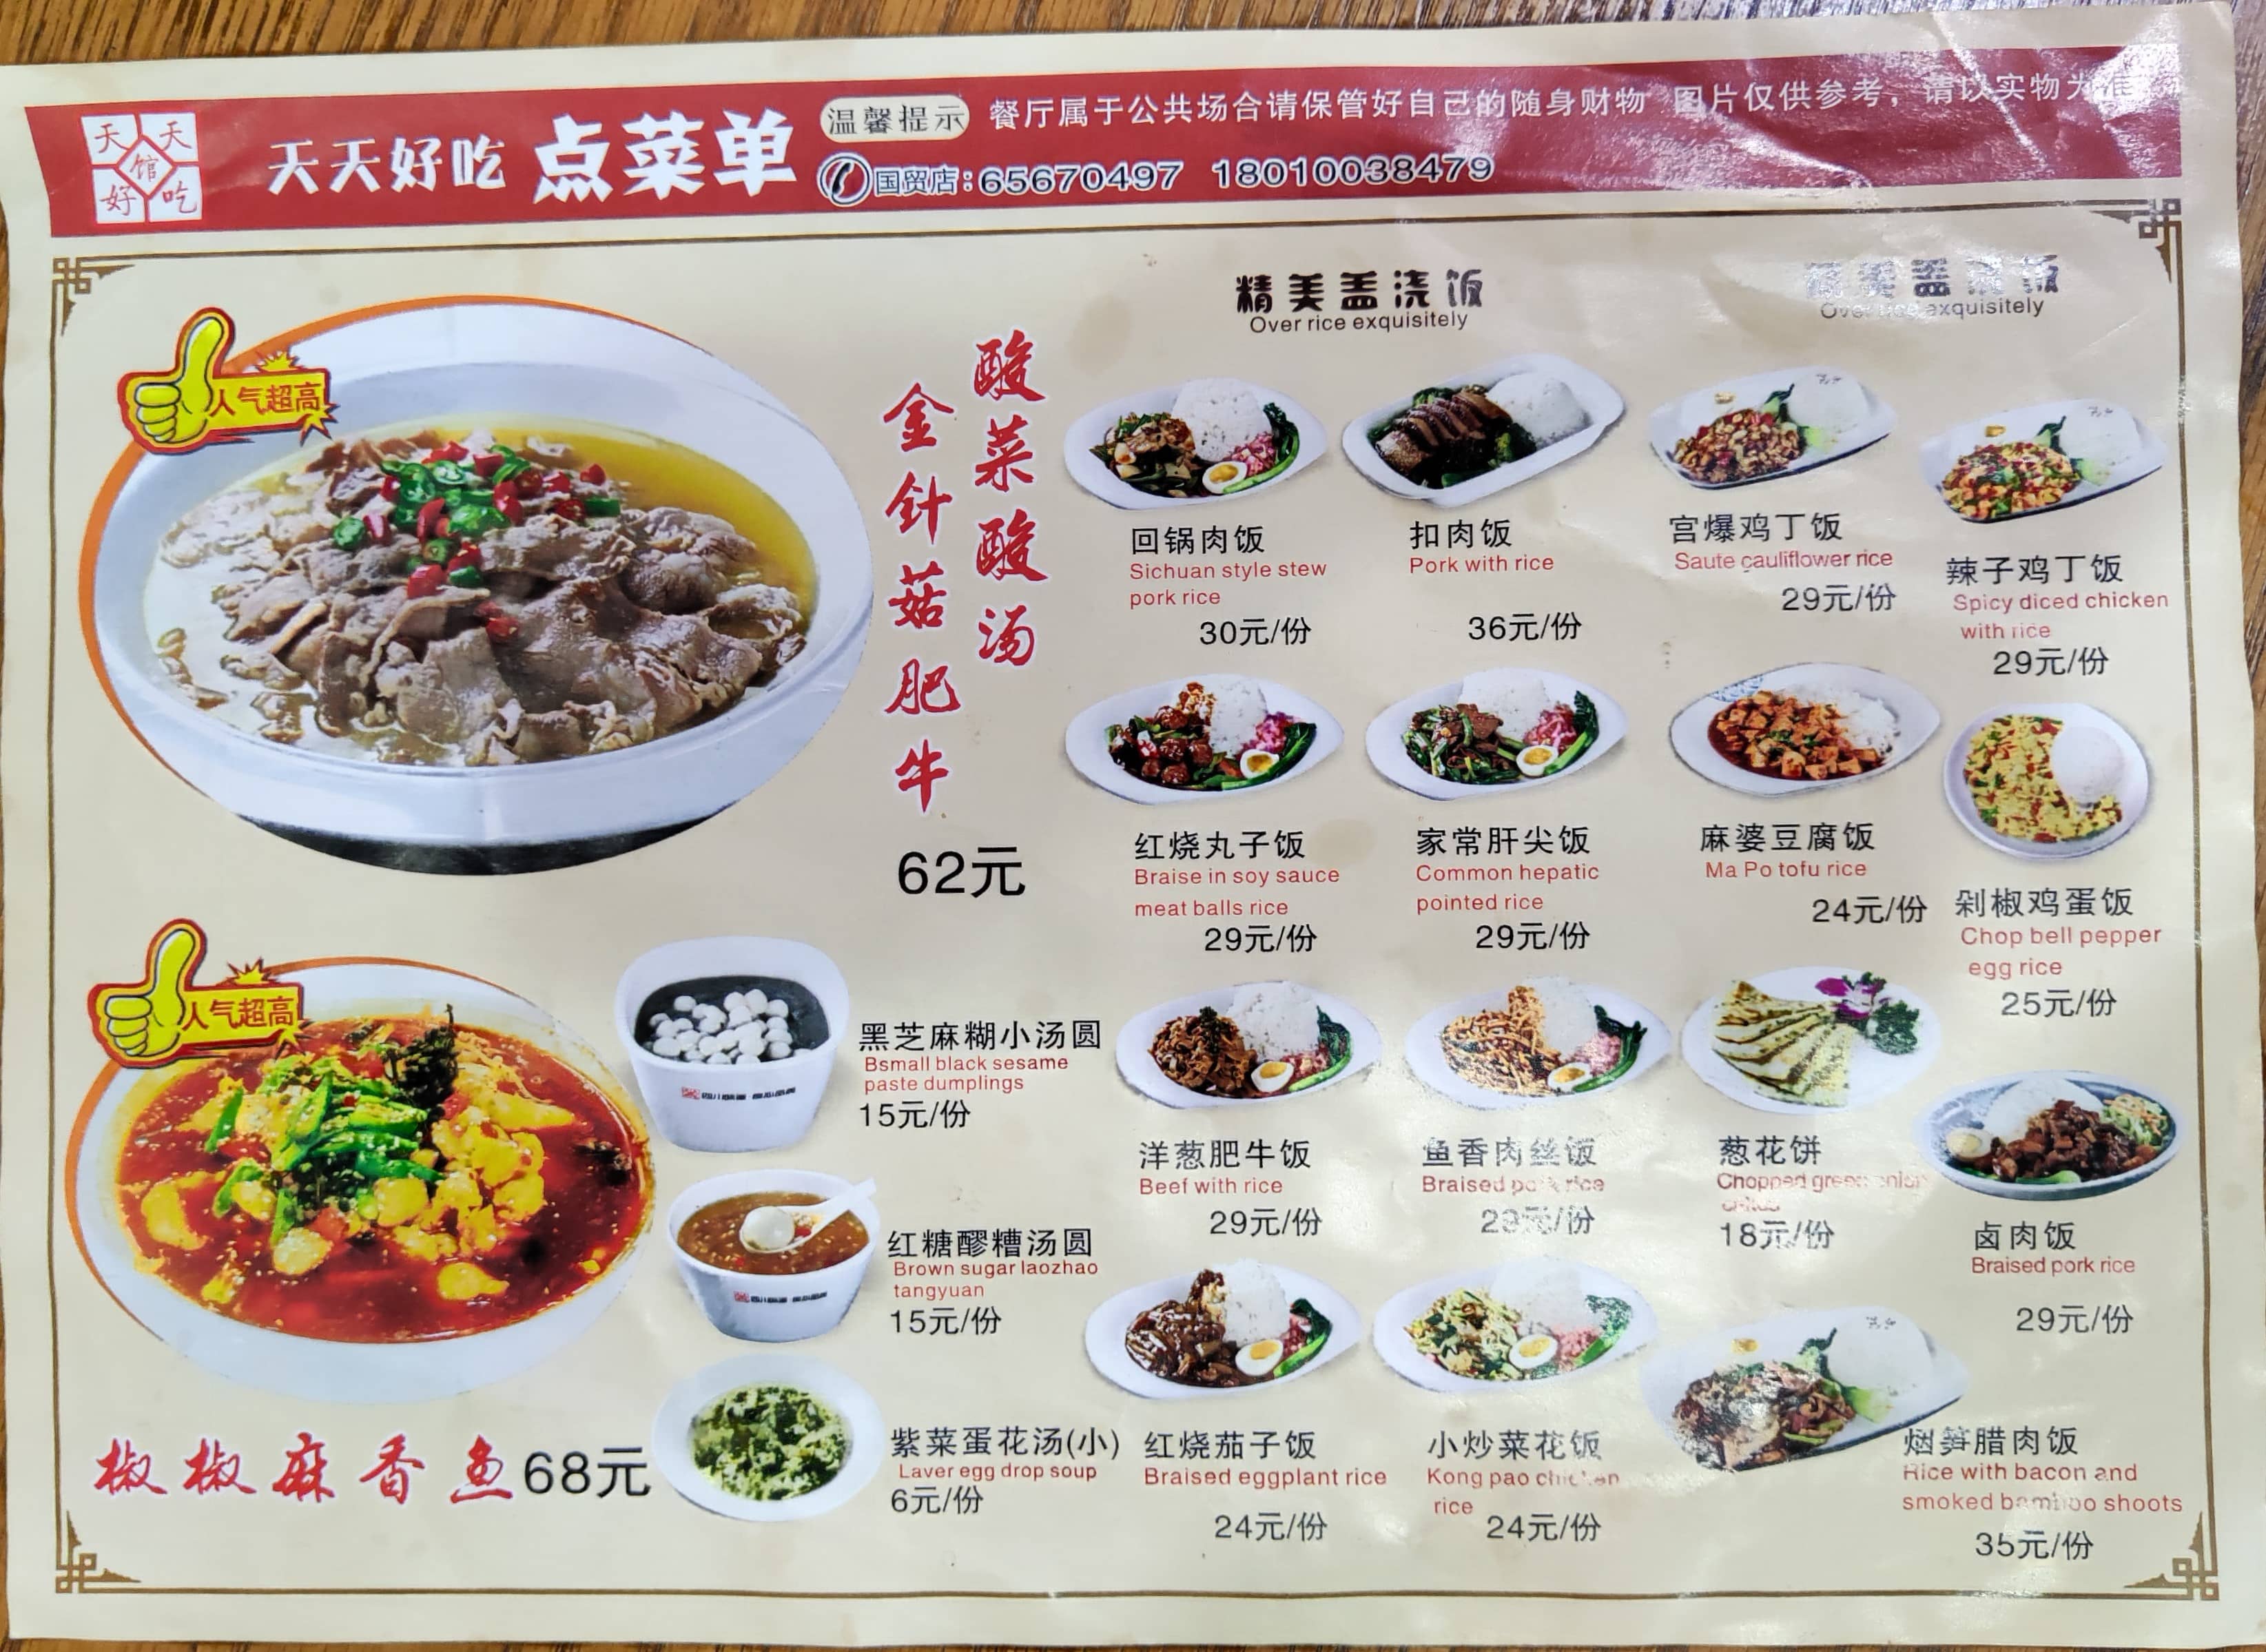 天天好吃馆
天天好吃 点菜单
温馨提示
餐厅属于公共场合请保管好自己的随身财物 图片仅供参考，请以实物为准
国贸店:65670497 18010038479
人气超高
酸菜酸汤
金针菇肥牛
62元
人气超高
椒椒麻香鱼 68元
黑芝麻糊小汤圆
Bsmall black sesame
paste dumplings
15元/份
红糖醪糟汤圆
Brown sugar laozhao
tangyuan
15元/份
紫菜蛋花汤(小)
Laver egg drop soup
6元/份
精美盖浇饭
Over rice exquisitely
精美盖浇饭
Over rice exquisitely
回锅肉饭
Sichuan style stew
pork rice
30元/份
扣肉饭
Pork with rice
36元/份
宫爆鸡丁饭
Saute cauliflower rice
29元/份
辣子鸡丁饭
Spicy diced chicken
with rice
29元/份
红烧丸子饭
Braise in soy sauce
meat balls rice
29元/份
家常肝尖饭
Common hepatic
pointed rice
29元/份
麻婆豆腐饭
Ma Po tofu rice
24元/份
剁椒鸡蛋饭
Chop bell pepper
egg rice
25元/份
洋葱肥牛饭
Beef with rice
29元/份
鱼香肉丝饭
Braised pork rice
29元/份
葱花饼
Chopped green onion
18元/份
卤肉饭
Braised pork rice
29元/份
红烧茄子饭
Braised eggplant rice
24元/份
小炒菜花饭
Kong pao chicken
rice
24元/份
烟笋腊肉饭
Rice with bacon and
smoked bamboo shoots
35元/份